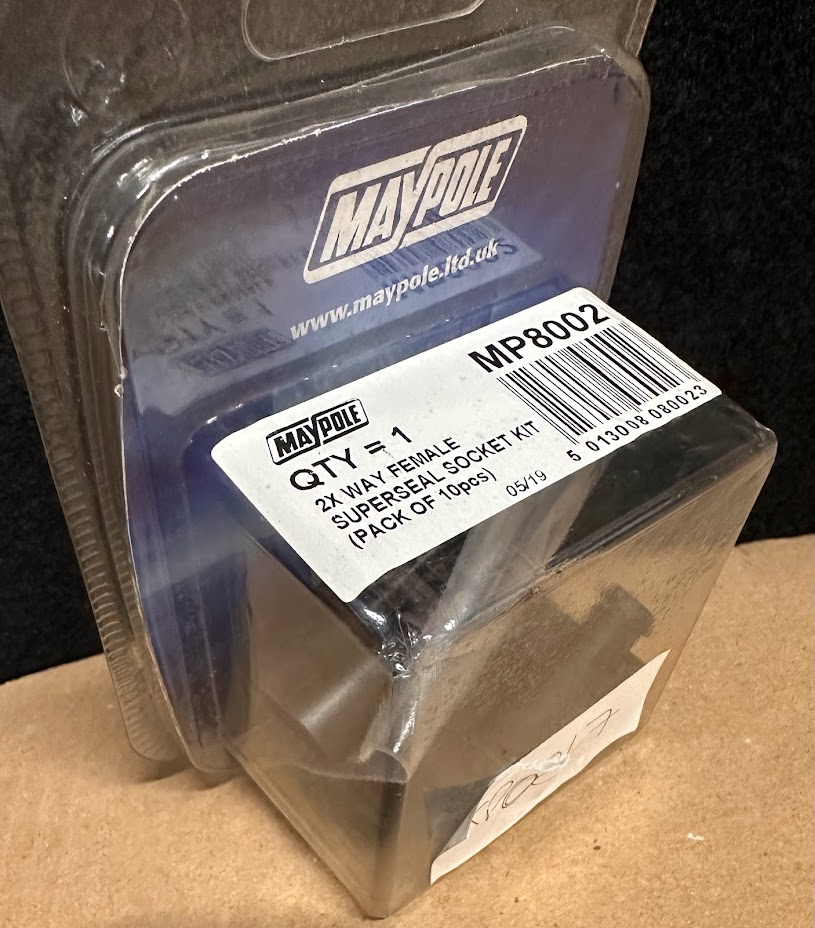 MAYPOLE
www.maypole.ltd.uk
MP8002
MAYPOLE
QTY = 1
2X WAY FEMALE
SUPERSEAL SOCKET KIT
(PACK OF 10pcs)
05/19
5 013008 080023